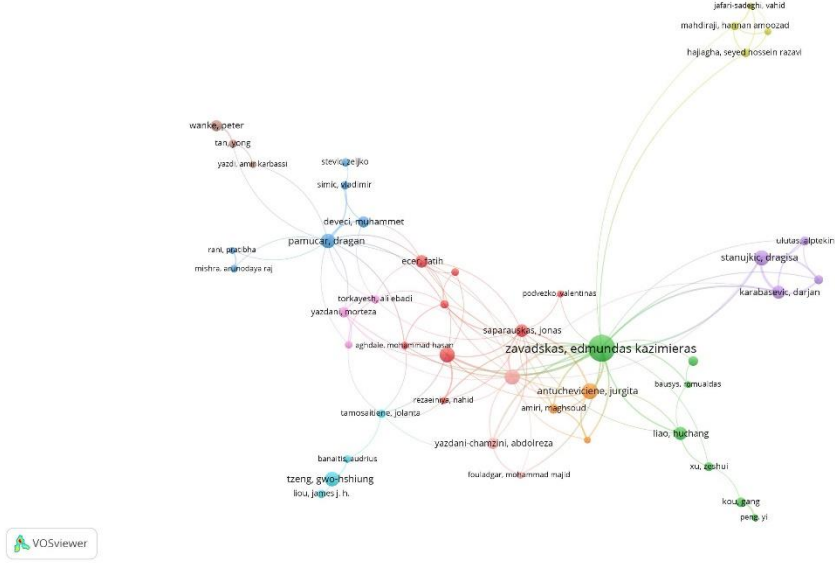 jafari-sadeghi, vahid
mahdiraji, hannan amoozad
hajiagha, seyed hossein razavi
wanke, peter
tan, yong
yazdi, amir karbassi
stevic, zeljko
simic, vladimir
deveci, muhammet
pamucar, dragan
rani, pratibha
mishra, arunodaya raj
ecer, fatih
ulutas, alptekin
stanujkic, dragisa
karabasevic, darjan
podvezko, valentinas
torkayesh, ali ebadi
yazdani, morteza
saparauskas, jonas
aghdaie, mohammad hasan
zavadskas, edmundas kazimieras
bausys, romualdas
antucheviciene, jurgita
rezaeiniya, nahid
amiri, maghsoud
tamosaitiene, jolanta
liao, huchang
yazdani-chamzini, abdolreza
banaitis, audrius
xu, zeshui
fouladgar, mohammad majid
tzeng, gwo-hshiung
liou, james j. h.
kou, gang
peng, yi
VOSviewer